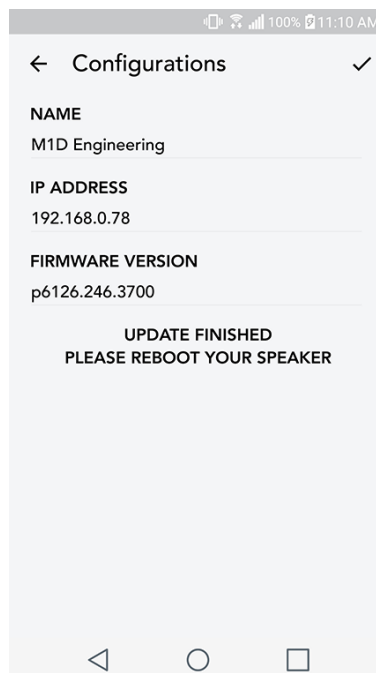 100% 11:10 AM
Configurations
NAME
M1D Engineering
IP ADDRESS
192.168.0.78
FIRMWARE VERSION
p6126.246.3700
UPDATE FINISHED
PLEASE REBOOT YOUR SPEAKER